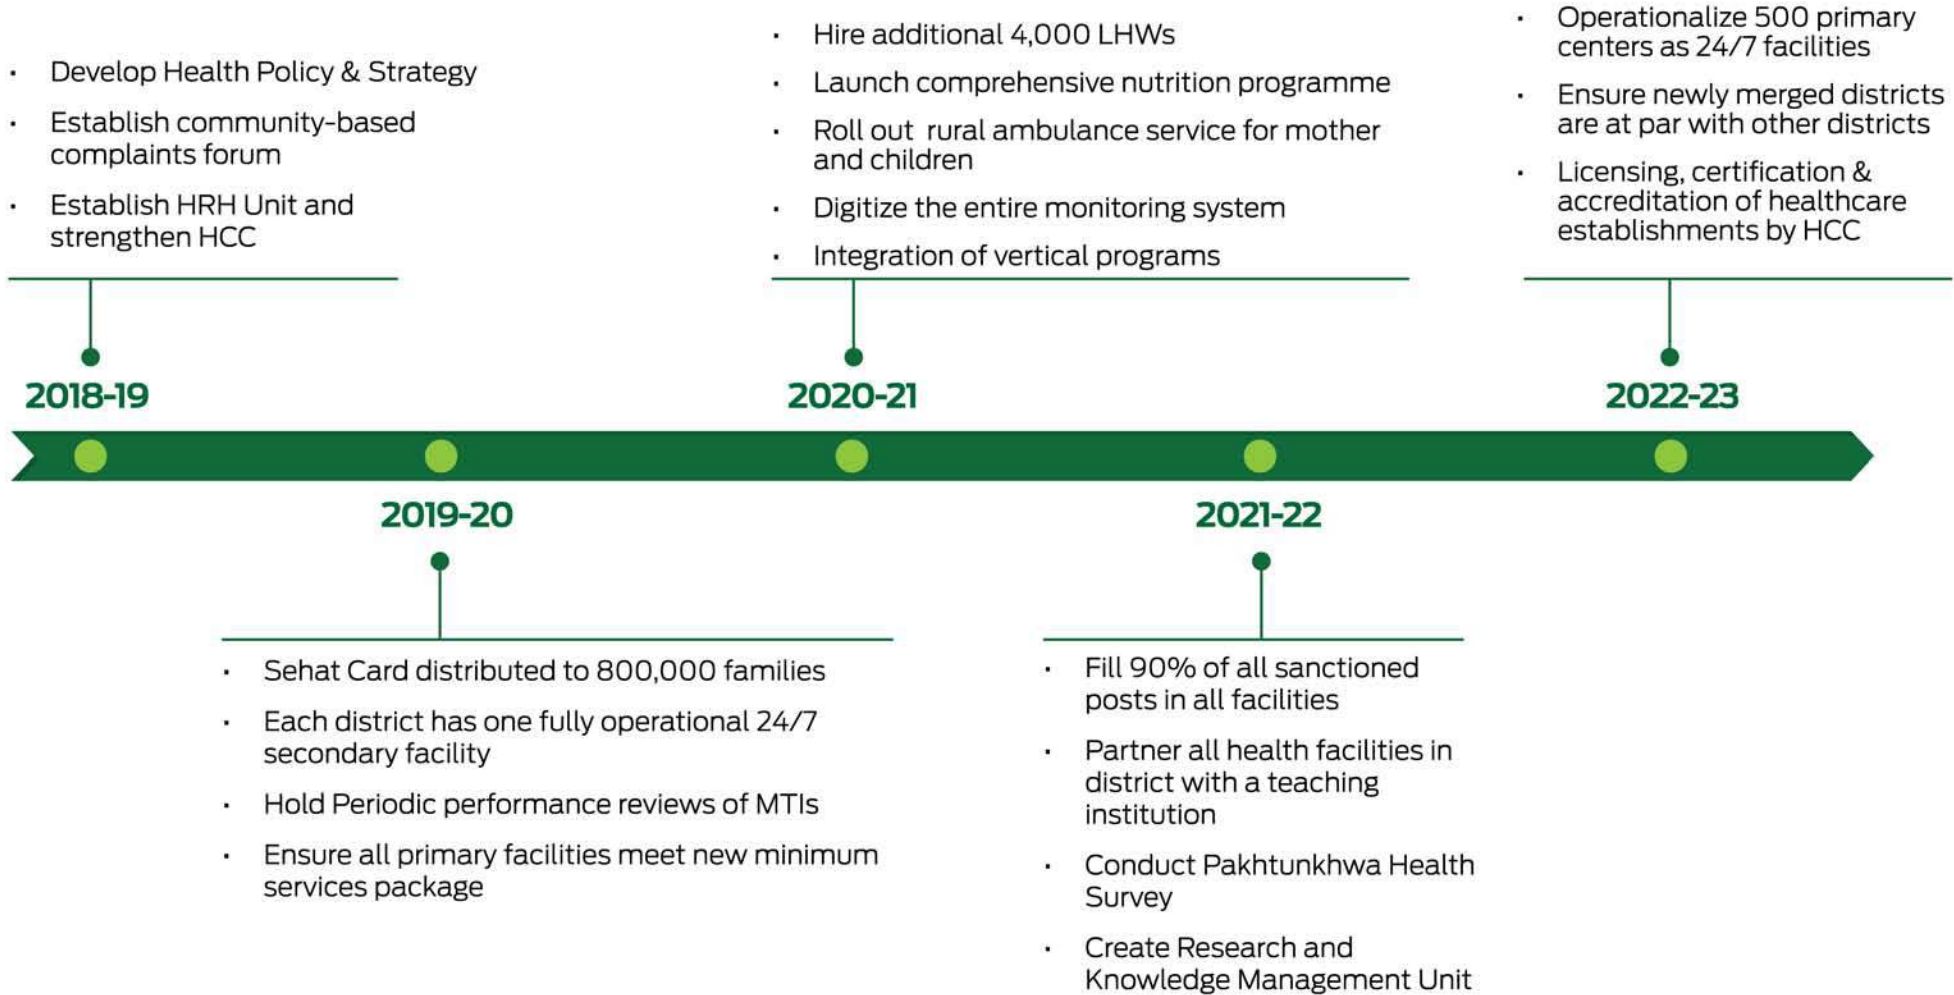 · Develop Health Policy & Strategy
· Establish community-based
complaints forum
· Establish HRH Unit and
strengthen HCC
2018-19
2019-20
· Sehat Card distributed to 800,000 families
· Each district has one fully operational 24/7
secondary facility
· Hold Periodic performance reviews of MTIs
· Ensure all primary facilities meet new minimum
services package
· Hire additional 4,000 LHWs
· Launch comprehensive nutrition programme
· Roll out rural ambulance service for mother
and children
· Digitize the entire monitoring system
· Integration of vertical programs
2020-21
2021-22
· Fill 90% of all sanctioned
posts in all facilities
· Partner all health facilities in
district with a teaching
institution
· Conduct Pakhtunkhwa Health
Survey
· Create Research and
Knowledge Management Unit
· Operationalize 500 primary
centers as 24/7 facilities
· Ensure newly merged districts
are at par with other districts
· Licensing, certification &
accreditation of healthcare
establishments by HCC
2022-23